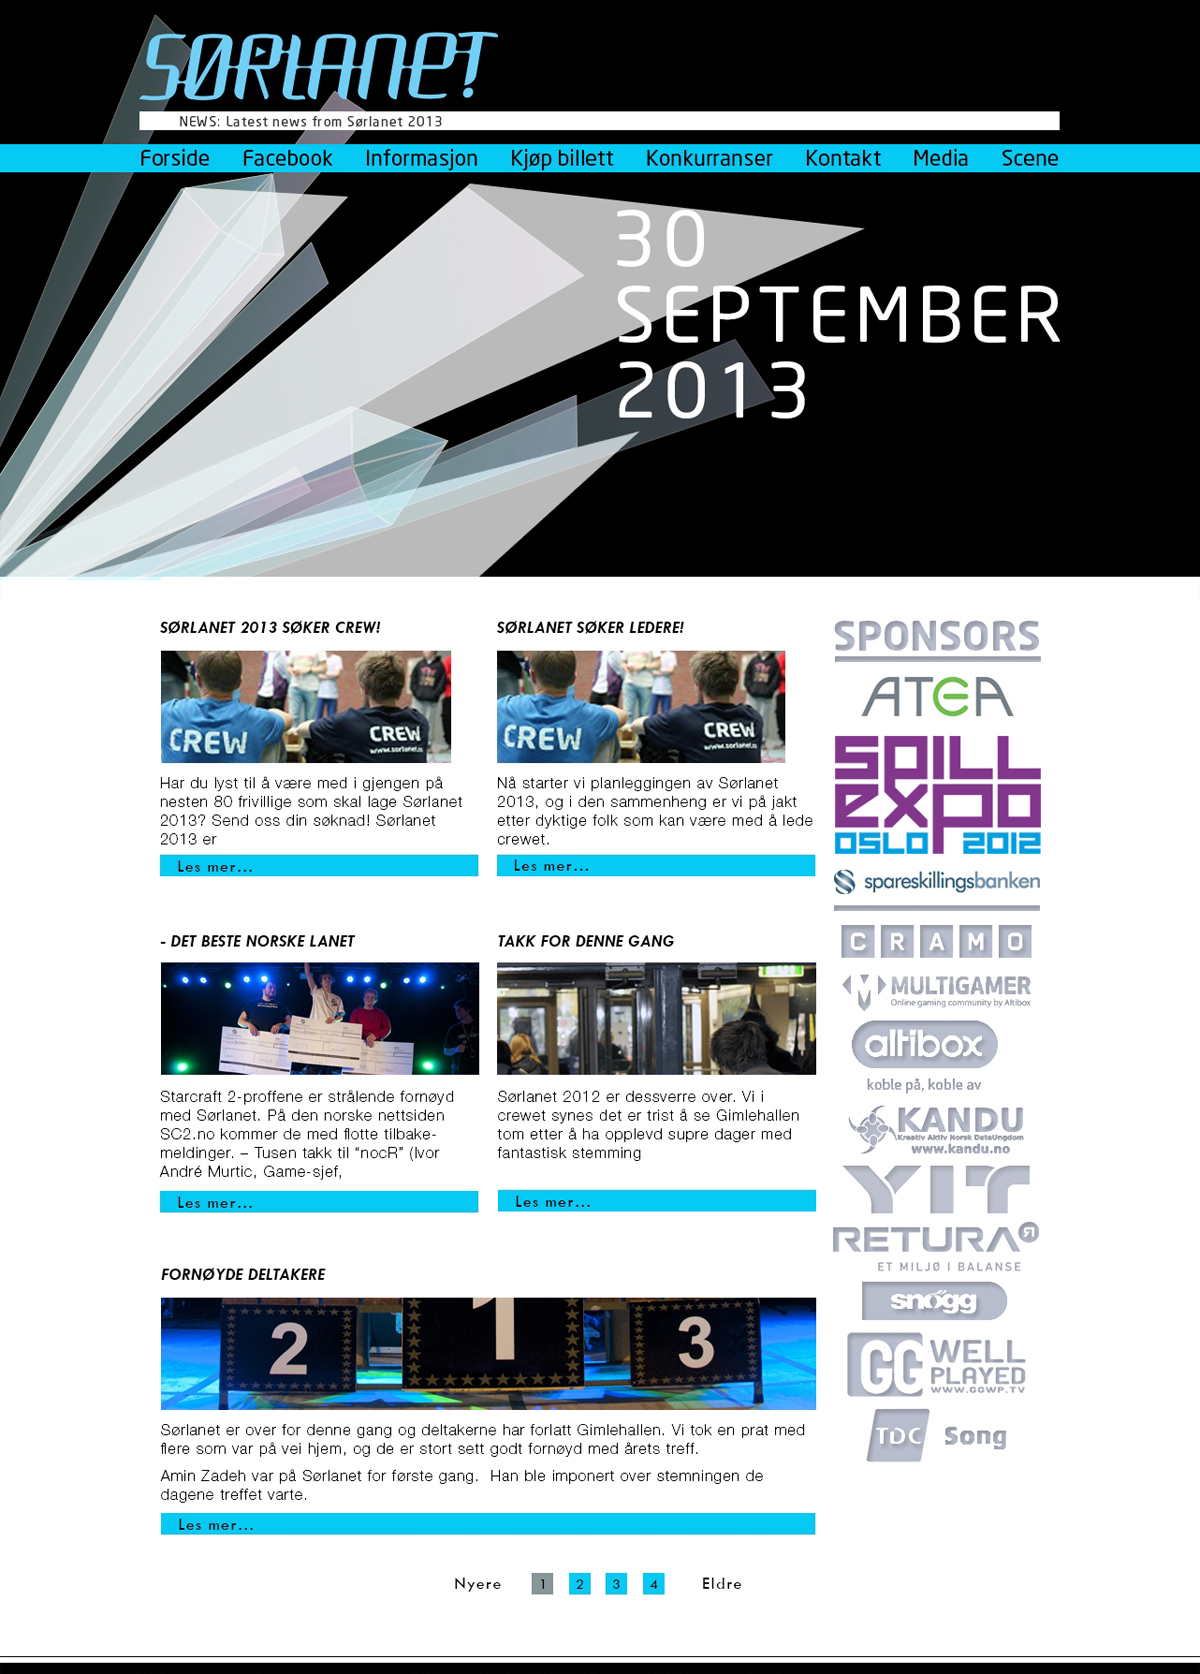 SØRLANET
NEWS: Latest news from Sørlanet 2013
Forside Facebook Informasjon Kjøp billett Konkurranser Kontakt Media Scene
30
SEPTEMBER
2013
SØRLANET 2013 SØKER CREW!
CREW
CREW
www.sorlanet.no
Har du lyst til å være med i gjengen på
nesten 80 frivillige som skal lage Sørlanet
2013? Send oss din søknad! Sørlanet
2013 er
Les mer...
SØRLANET SØKER LEDERE!
CREW
CREW
www.sorlanet.no
Nå starter vi planleggingen av Sørlanet
2013, og i den sammenheng er vi på jakt
etter dyktige folk som kan være med å lede
crewet.
Les mer...
- DET BESTE NORSKE LANET
Starcraft 2-proffene er strålende fornøyd
med Sørlanet. På den norske nettsiden
SC2.no kommer de med flotte tilbake-
meldinger. – Tusen takk til “nocR” (Ivor
André Murtic, Game-sjef,
Les mer...
TAKK FOR DENNE GANG
Sørlanet 2012 er dessverre over. Vi i
crewet synes det er trist å se Gimlehallen
tom etter å ha opplevd supre dager med
fantastisk stemming
Les mer...
FORNØYDE DELTAKERE
2 1 3
Sørlanet er over for denne gang og deltakerne har forlatt Gimlehallen. Vi tok en prat med
flere som var på vei hjem, og de er stort sett godt fornøyd med årets treff.
Amin Zadeh var på Sørlanet for første gang. Han ble imponert over stemningen de
dagene treffet varte.
Les mer...
SPONSORS
ATEA
SPILL
EXPO
OSLO 2012
spareskillingsbanken
CRAMO
M MULTIGAMER
Online gaming community by Altibox
altibox
koble på, koble av
KANDU
Kreativ Aktiv Norsk DataUngdom
www.kandu.no
YIT
RETURA R
ET MILJØ I BALANSE
snögg
GG WELL
PLAYED
WWW.GGWP.TV
TDC Song
Nyere 1 2 3 4 Eldre